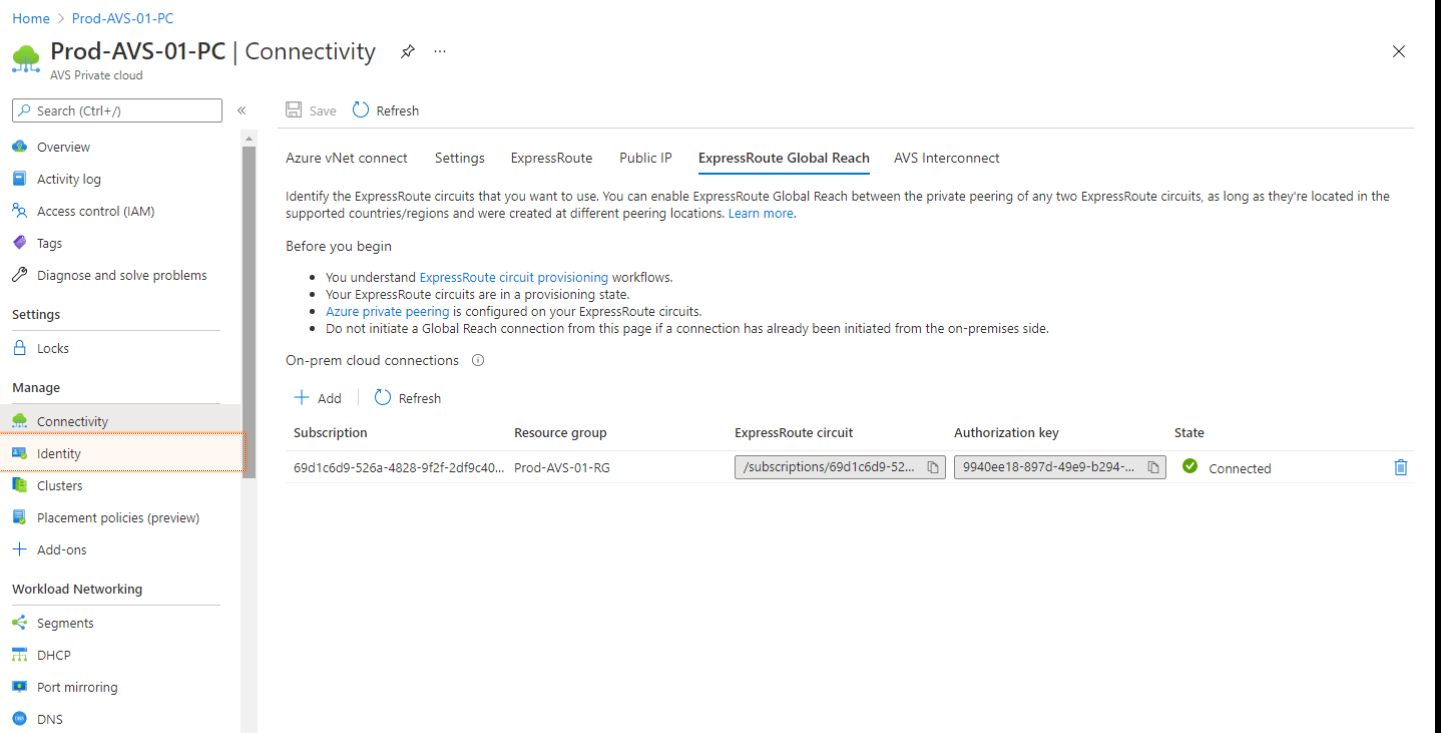 Home > Prod-AVS-01-PC
Prod-AVS-01-PC | Connectivity ...
AVS Private cloud
Search (Ctrl+/)
«
Overview
Activity log
Access control (IAM)
Tags
Diagnose and solve problems
Settings
Locks
Manage
Connectivity
Identity
Clusters
Placement policies (preview)
Add-ons
Workload Networking
Segments
DHCP
Port mirroring
DNS
Save Refresh
Azure vNet connect Settings ExpressRoute Public IP ExpressRoute Global Reach AVS Interconnect
Identify the ExpressRoute circuits that you want to use. You can enable ExpressRoute Global Reach between the private peering of any two ExpressRoute circuits, as long as they're located in the
supported countries/regions and were created at different peering locations. Learn more.
Before you begin
• You understand ExpressRoute circuit provisioning workflows.
• Your ExpressRoute circuits are in a provisioning state.
• Azure private peering is configured on your ExpressRoute circuits.
• Do not initiate a Global Reach connection from this page if a connection has already been initiated from the on-premises side.
On-prem cloud connections
Add Refresh
Subscription Resource group ExpressRoute circuit Authorization key State
69d1c6d9-526a-4828-9f2f-2df9c40... Prod-AVS-01-RG /subscriptions/69d1c6d9-52... 9940ee18-897d-49e9-b294-... Connected